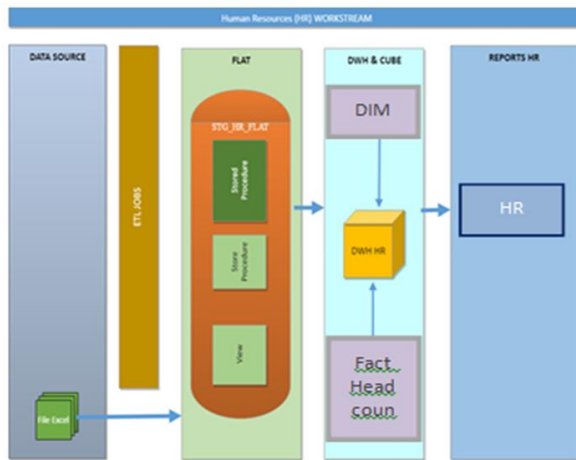 Human Resources (HR) WORKSTREAM
DATA SOURCE
ETL JOBS
FLAT
DWH & CUBE
REPORTS HR
STG_HR_FLAT
Stored
Procedure
Store
Procedure
View
File Excel
DIM
DWH HR
Fact
Head
coun
HR